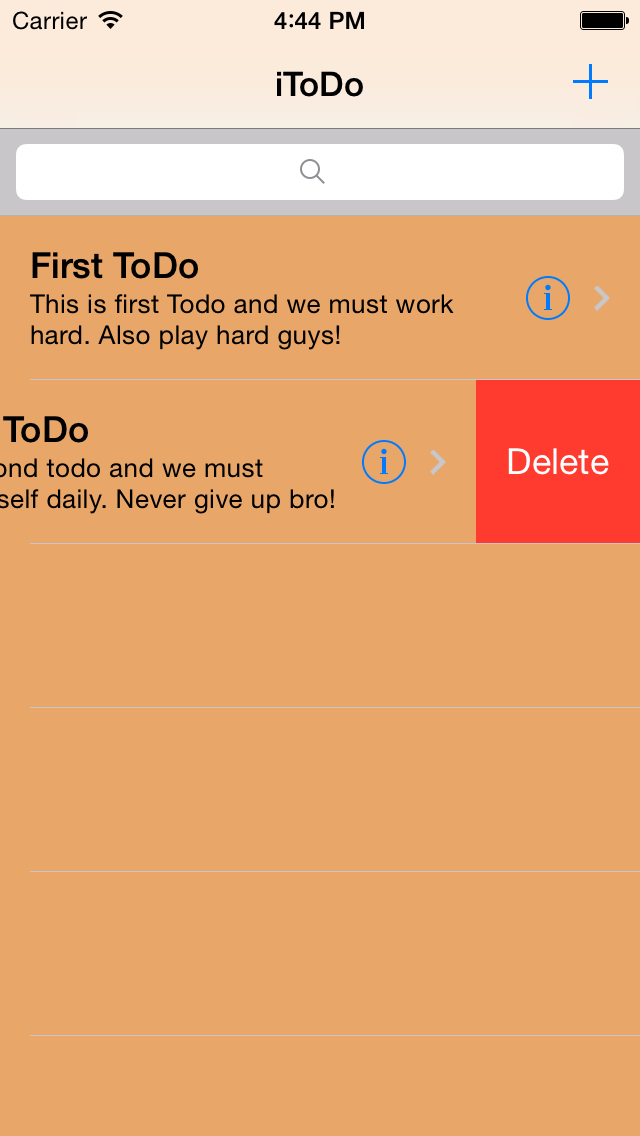 Carrier 4:44 PM
iToDo
First ToDo
This is first Todo and we must work
hard. Also play hard guys!
ToDo
ond todo and we must
self daily. Never give up bro!
Delete